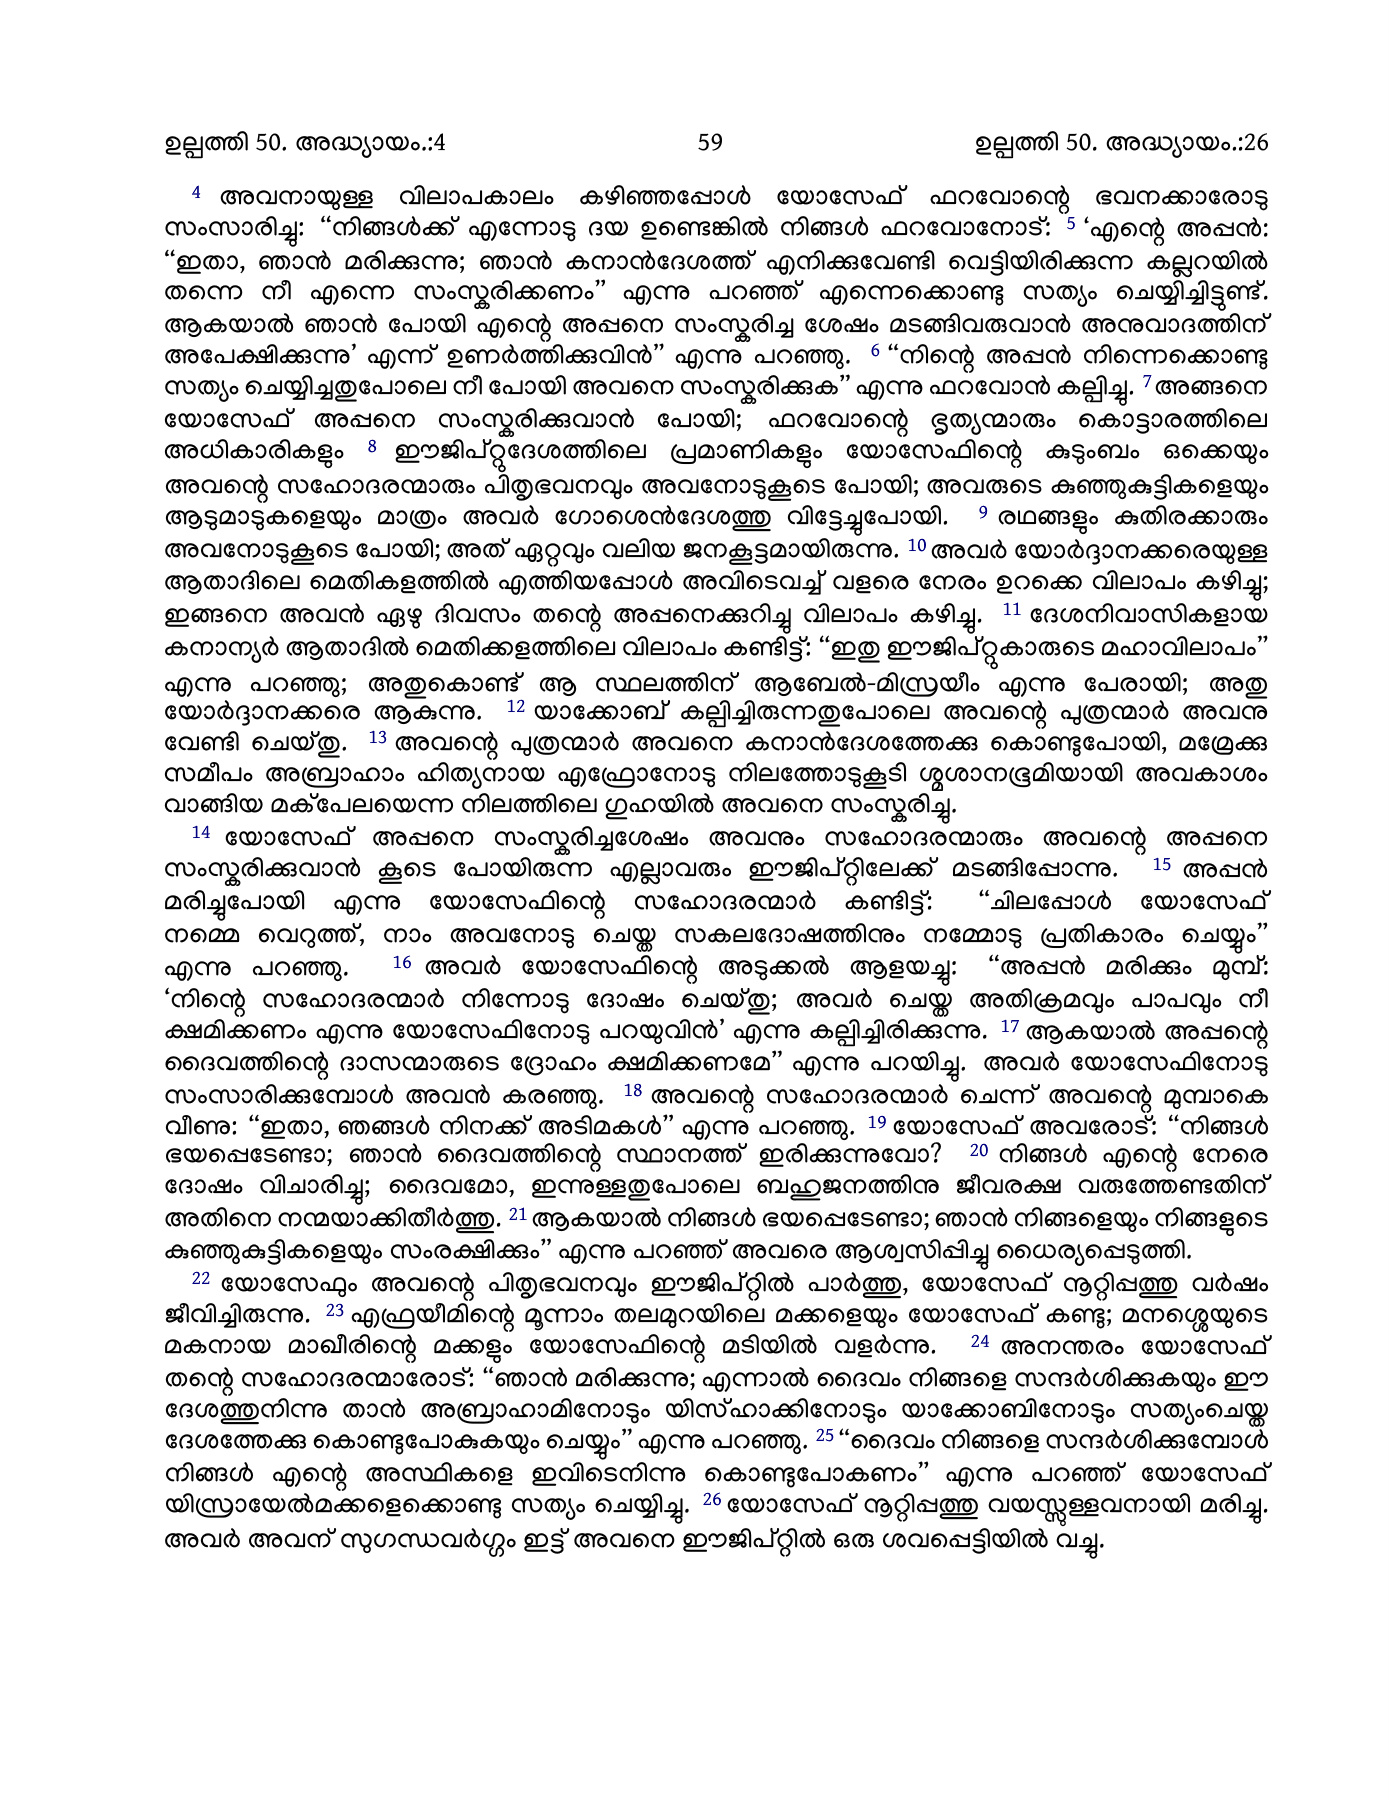 ഉല്പത്തി 50. അദ്ധ്യായം.:4 59 ഉല്പത്തി 50. അദ്ധ്യായം.:26
4 അവനായുള്ള വിലാപകാലം കഴിഞ്ഞപ്പോൾ യോസേഫ് ഫറവോന്റെ ഭവനക്കാരോടു
സംസാരിച്ചു: “നിങ്ങൾക്ക് എന്നോടു ദയ ഉണ്ടെങ്കിൽ നിങ്ങൾ ഫറവോനോട്: 5 ‘എന്റെ അപ്പൻ:
“ഇതാ, ഞാൻ മരിക്കുന്നു; ഞാൻ കനാൻദേശത്ത് എനിക്കുവേണ്ടി വെട്ടിയിരിക്കുന്ന കല്ലറയിൽ
തന്നെ നീ എന്നെ സംസ്കരിക്കണം” എന്നു പറഞ്ഞ് എന്നെക്കൊണ്ടു സത്യം ചെയ്യിച്ചിട്ടുണ്ട്.
ആകയാൽ ഞാൻ പോയി എന്റെ അപ്പനെ സംസ്കരിച്ച ശേഷം മടങ്ങിവരുവാൻ അനുവാദത്തിന്
അപേക്ഷിക്കുന്നു’ എന്ന് ഉണർത്തിക്കുവിൻ” എന്നു പറഞ്ഞു. 6 “നിന്റെ അപ്പൻ നിന്നെക്കൊണ്ടു
സത്യം ചെയ്യിച്ചതുപോലെ നീ പോയി അവനെ സംസ്കരിക്കുക” എന്നു ഫറവോൻ കല്പിച്ചു. 7 അങ്ങനെ
യോസേഫ് അപ്പനെ സംസ്കരിക്കുവാൻ പോയി; ഫറവോന്റെ ഭൃത്യന്മാരും കൊട്ടാരത്തിലെ
അധികാരികളും 8 ഈജിപ്റ്റുദേശത്തിലെ പ്രമാണികളും യോസേഫിന്റെ കുടുംബം ഒക്കെയും
അവന്റെ സഹോദരന്മാരും പിതൃഭവനവും അവനോടുകൂടെ പോയി; അവരുടെ കുഞ്ഞുകുട്ടികളെയും
ആടുമാടുകളെയും മാത്രം അവർ ഗോശെൻദേശത്തു വിട്ടേച്ചുപോയി. 9 രഥങ്ങളും കുതിരക്കാരും
അവനോടുകൂടെ പോയി; അത് ഏറ്റവും വലിയ ജനകൂട്ടമായിരുന്നു. 10 അവർ യോർദ്ദാനക്കരെയുള്ള
ആതാദിലെ മെതികളത്തിൽ എത്തിയപ്പോൾ അവിടെവച്ച് വളരെ നേരം ഉറക്കെ വിലാപം കഴിച്ചു;
ഇങ്ങനെ അവൻ ഏഴു ദിവസം തന്റെ അപ്പനെക്കുറിച്ചു വിലാപം കഴിച്ചു. 11 ദേശനിവാസികളായ
കനാന്യർ ആതാദിൽ മെതിക്കളത്തിലെ വിലാപം കണ്ടിട്ട്: “ഇതു ഈജിപ്റ്റുകാരുടെ മഹാവിലാപം”
എന്നു പറഞ്ഞു; അതുകൊണ്ട് ആ സ്ഥലത്തിന് ആബേൽ-മിസ്രയീം എന്നു പേരായി; അതു
യോർദ്ദാനക്കരെ ആകുന്നു. 12 യാക്കോബ് കല്പിച്ചിരുന്നതുപോലെ അവന്റെ പുത്രന്മാർ അവനു
വേണ്ടി ചെയ്തു. 13 അവന്റെ പുത്രന്മാർ അവനെ കനാൻദേശത്തേക്കു കൊണ്ടുപോയി, മമ്രേക്കു
സമീപം അബ്രാഹാം ഹിത്യനായ എഫ്രോനോടു നിലത്തോടുകൂടി ശ്മശാനഭൂമിയായി അവകാശം
വാങ്ങിയ മക്പേലയെന്ന നിലത്തിലെ ഗുഹയിൽ അവനെ സംസ്കരിച്ചു.
14 യോസേഫ് അപ്പനെ സംസ്കരിച്ചശേഷം അവനും സഹോദരന്മാരും അവന്റെ അപ്പനെ
സംസ്കരിക്കുവാൻ കൂടെ പോയിരുന്ന എല്ലാവരും ഈജിപ്റ്റിലേക്ക് മടങ്ങിപ്പോന്നു. 15 അപ്പൻ
മരിച്ചുപോയി എന്നു യോസേഫിന്റെ സഹോദരന്മാർ കണ്ടിട്ട്: “ചിലപ്പോൾ യോസേഫ്
നമ്മെ വെറുത്ത്, നാം അവനോടു ചെയ്ത സകലദോഷത്തിനും നമ്മോടു പ്രതികാരം ചെയ്യും”
എന്നു പറഞ്ഞു. 16 അവർ യോസേഫിന്റെ അടുക്കൽ ആളയച്ചു: “അപ്പൻ മരിക്കും മുമ്പ്:
‘നിന്റെ സഹോദരന്മാർ നിന്നോടു ദോഷം ചെയ്തു; അവർ ചെയ്ത അതിക്രമവും പാപവും നീ
ക്ഷമിക്കണം എന്നു യോസേഫിനോടു പറയുവിൻ’ എന്നു കല്പിച്ചിരിക്കുന്നു. 17 ആകയാൽ അപ്പന്റെ
ദൈവത്തിന്റെ ദാസന്മാരുടെ ദ്രോഹം ക്ഷമിക്കണമേ” എന്നു പറയിച്ചു. അവർ യോസേഫിനോടു
സംസാരിക്കുമ്പോൾ അവൻ കരഞ്ഞു. 18 അവന്റെ സഹോദരന്മാർ ചെന്ന് അവന്റെ മുമ്പാകെ
വീണു: “ഇതാ, ഞങ്ങൾ നിനക്ക് അടിമകൾ” എന്നു പറഞ്ഞു. 19 യോസേഫ് അവരോട്: “നിങ്ങൾ
ഭയപ്പെടേണ്ടാ; ഞാൻ ദൈവത്തിന്റെ സ്ഥാനത്ത് ഇരിക്കുന്നുവോ? 20 നിങ്ങൾ എന്റെ നേരെ
ദോഷം വിചാരിച്ചു; ദൈവമോ, ഇന്നുള്ളതുപോലെ ബഹുജനത്തിനു ജീവരക്ഷ വരുത്തേണ്ടതിന്
അതിനെ നന്മയാക്കിതീർത്തു. 21 ആകയാൽ നിങ്ങൾ ഭയപ്പെടേണ്ടാ; ഞാൻ നിങ്ങളെയും നിങ്ങളുടെ
കുഞ്ഞുകുട്ടികളെയും സംരക്ഷിക്കും” എന്നു പറഞ്ഞ് അവരെ ആശ്വസിപ്പിച്ചു ധൈര്യപ്പെടുത്തി.
22 യോസേഫും അവന്റെ പിതൃഭവനവും ഈജിപ്റ്റിൽ പാർത്തു, യോസേഫ് നൂറ്റിപ്പത്തു വർഷം
ജീവിച്ചിരുന്നു. 23 എഫ്രയീമിന്റെ മൂന്നാം തലമുറയിലെ മക്കളെയും യോസേഫ് കണ്ടു; മനശ്ശെയുടെ
മകനായ മാഖീരിന്റെ മക്കളും യോസേഫിന്റെ മടിയിൽ വളർന്നു. 24 അനന്തരം യോസേഫ്
തന്റെ സഹോദരന്മാരോട്: “ഞാൻ മരിക്കുന്നു; എന്നാൽ ദൈവം നിങ്ങളെ സന്ദർശിക്കുകയും ഈ
ദേശത്തുനിന്നു താൻ അബ്രാഹാമിനോടും യിസ്ഹാക്കിനോടും യാക്കോബിനോടും സത്യംചെയ്ത
ദേശത്തേക്കു കൊണ്ടുപോകുകയും ചെയ്യും” എന്നു പറഞ്ഞു. 25 “ദൈവം നിങ്ങളെ സന്ദർശിക്കുമ്പോൾ
നിങ്ങൾ എന്റെ അസ്ഥികളെ ഇവിടെനിന്നു കൊണ്ടുപോകണം” എന്നു പറഞ്ഞ് യോസേഫ്
യിസ്രായേൽമക്കളെക്കൊണ്ടു സത്യം ചെയ്യിച്ചു. 26 യോസേഫ് നൂറ്റിപ്പത്തു വയസ്സുള്ളവനായി മരിച്ചു.
അവർ അവന് സുഗന്ധവർഗ്ഗം ഇട്ട് അവനെ ഈജിപ്റ്റിൽ ഒരു ശവപ്പെട്ടിയിൽ വച്ചു.